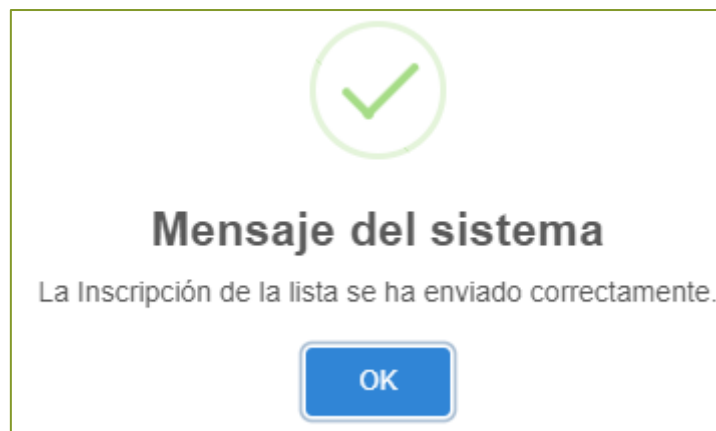 Mensaje del sistema
La Inscripción de la lista se ha enviado correctamente.
OK